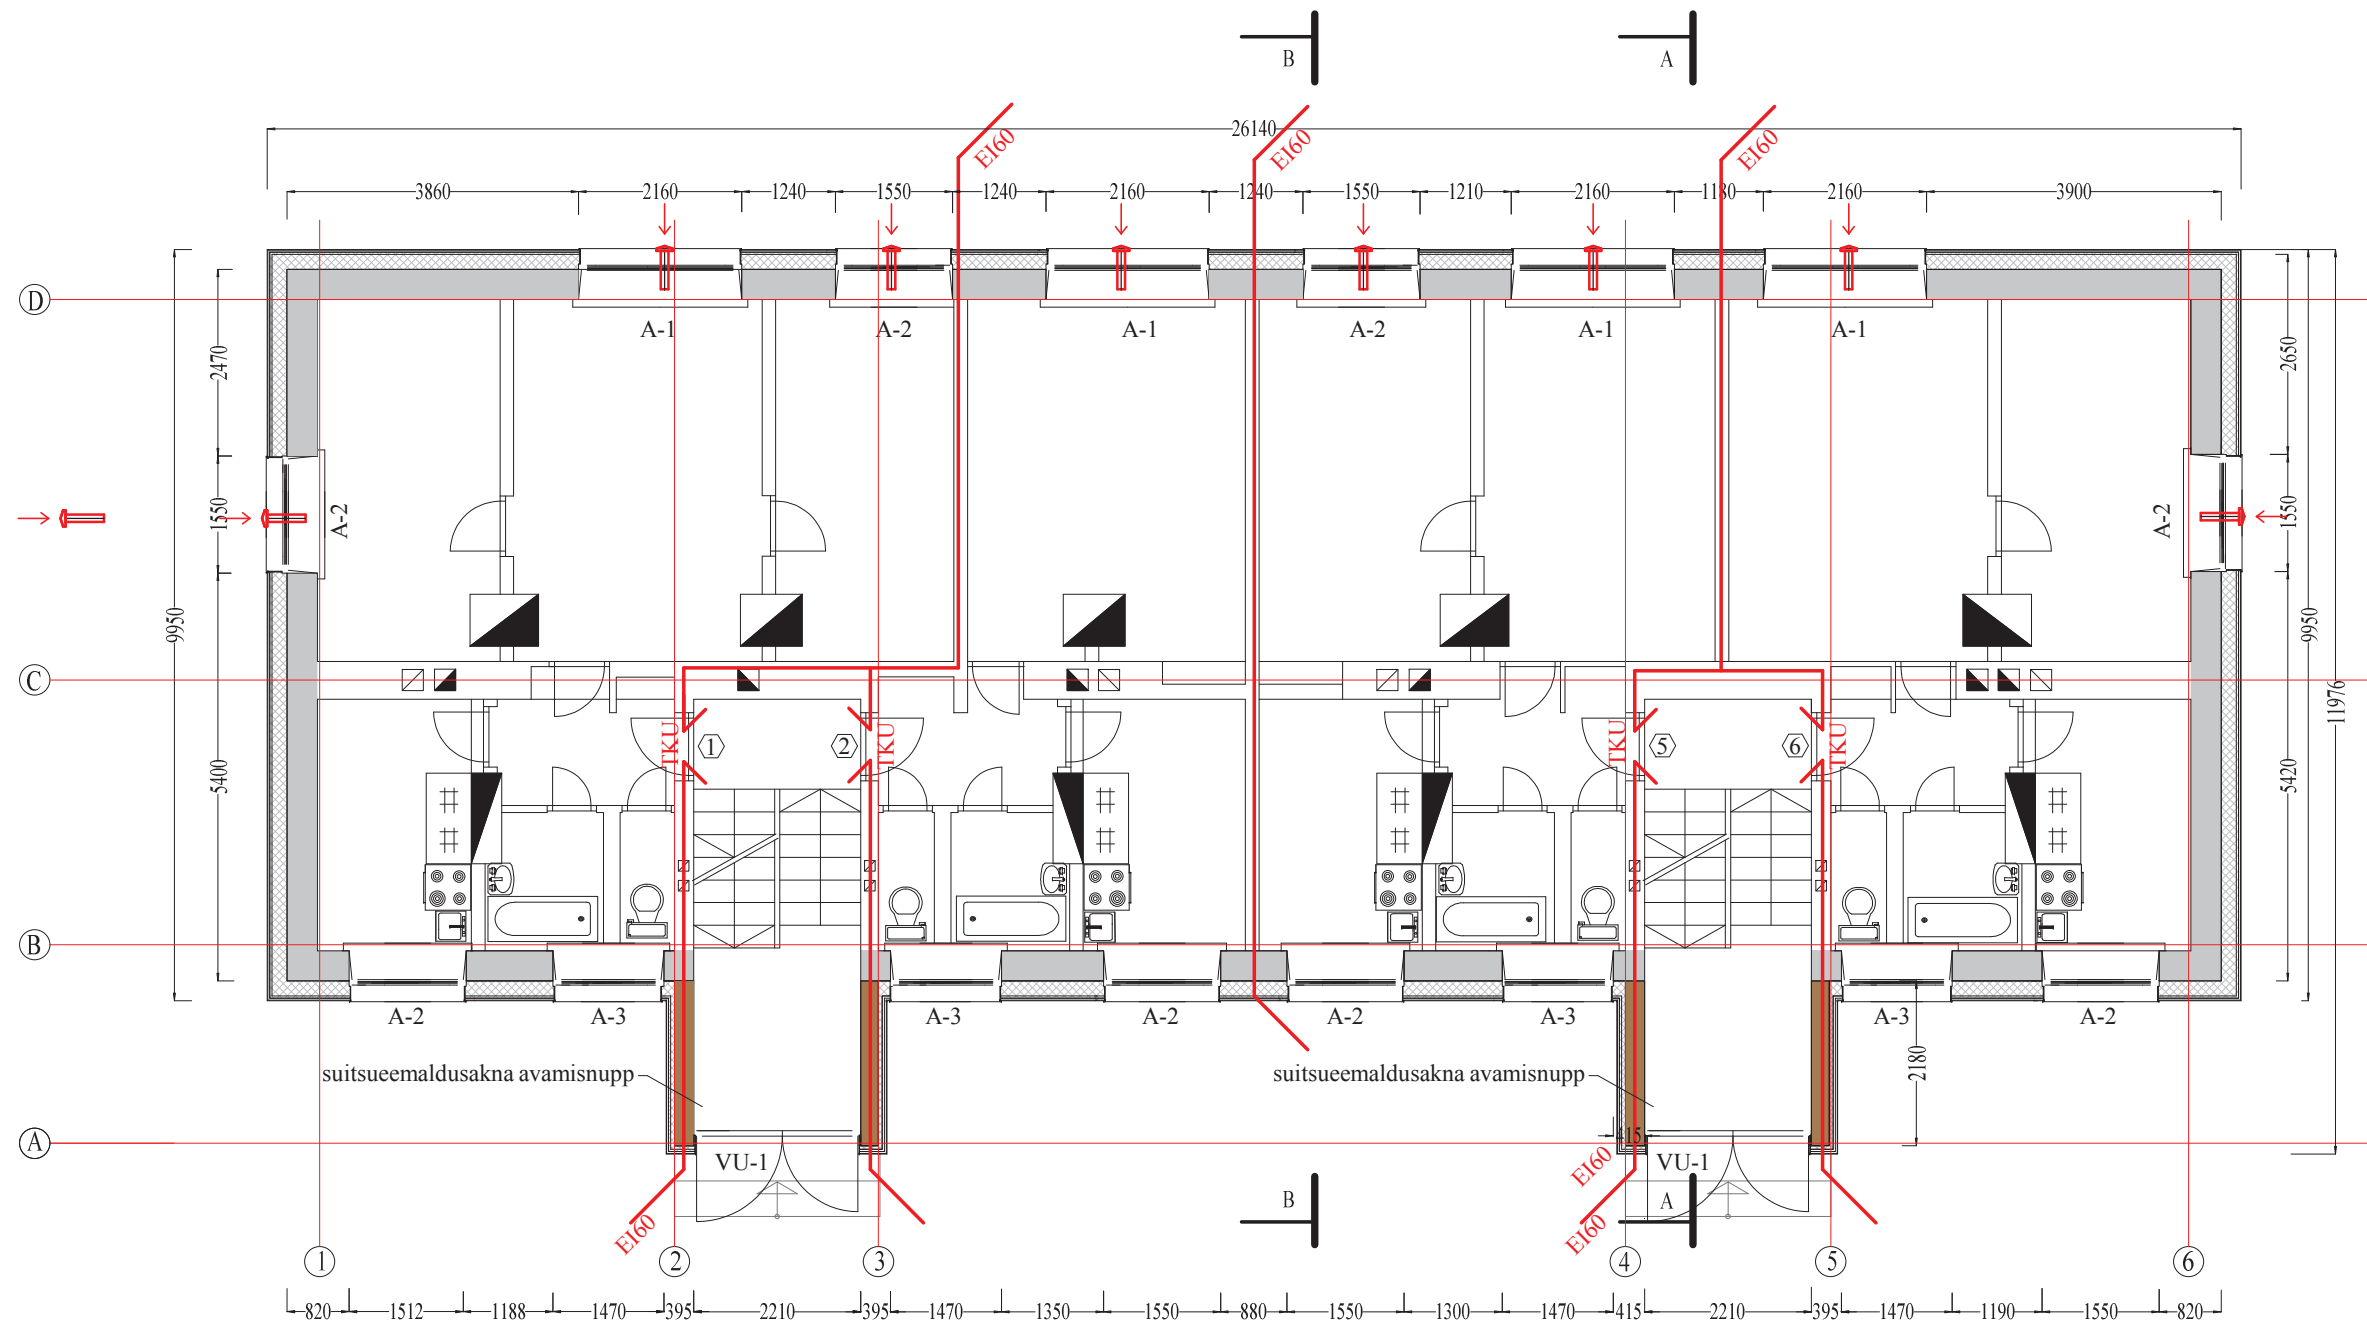 B
A
26140
EI60
EI60
EI60
3860 2160 1240 1550 1240 2160 1240 1550 1210 2160 1180 2160 3900
D
A-1 A-2 A-1 A-2 A-1 A-1
2470
2650
1550
A-2
A-2
1550
9950
9950
11976
C
TKU 1 2 TKU
TKU 5 6 TKU
5400
5420
B
A-2 A-3 A-3 A-2 A-2 A-3 A-3 A-2
suitsueemaldusakna avamisnupp
suitsueemaldusakna avamisnupp
2180
A
415
VU-1
EI60
VU-1
B
A
EI60
EI60
1 2 3 4 5 6
820 1512 1188 1470 395 2210 395 1470 1350 1550 880 1550 1300 1470 415 2210 395 1470 1190 1550 820